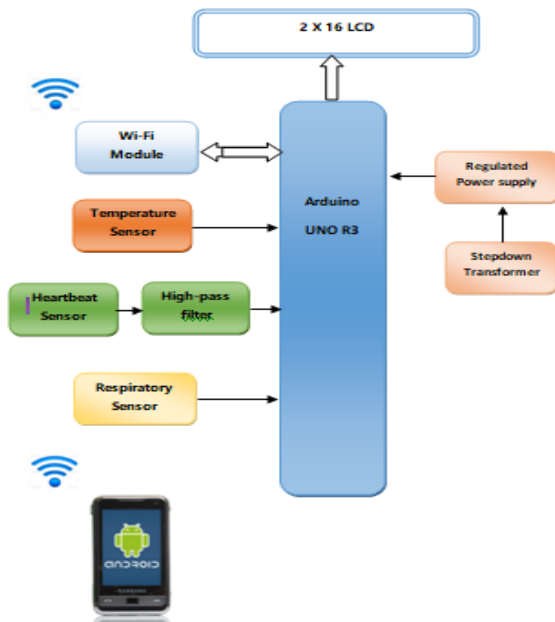 2 X 16 LCD
Wi-Fi
Module
Temperature
Sensor
Heartbeat
Sensor
High-pass
filter
Respiratory
Sensor
Arduino
UNO R3
Regulated
Power supply
Stepdown
Transformer
ANDROID